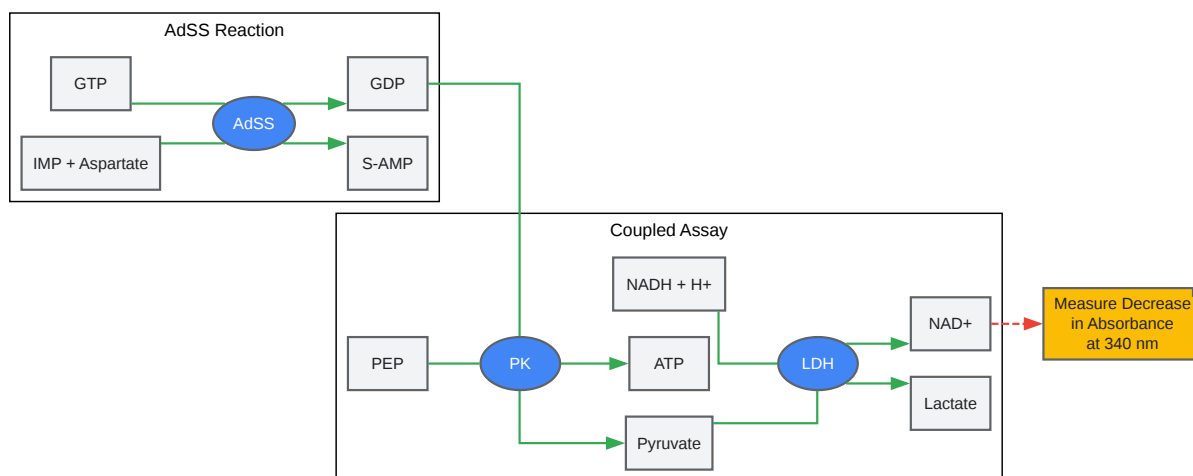 AdSS Reaction
GTP
GDP
AdSS
IMP + Aspartate
S-AMP
Coupled Assay
NADH + H+
NAD+
Measure Decrease
in Absorbance
at 340 nm
PEP
PK
ATP
LDH
Lactate
Pyruvate